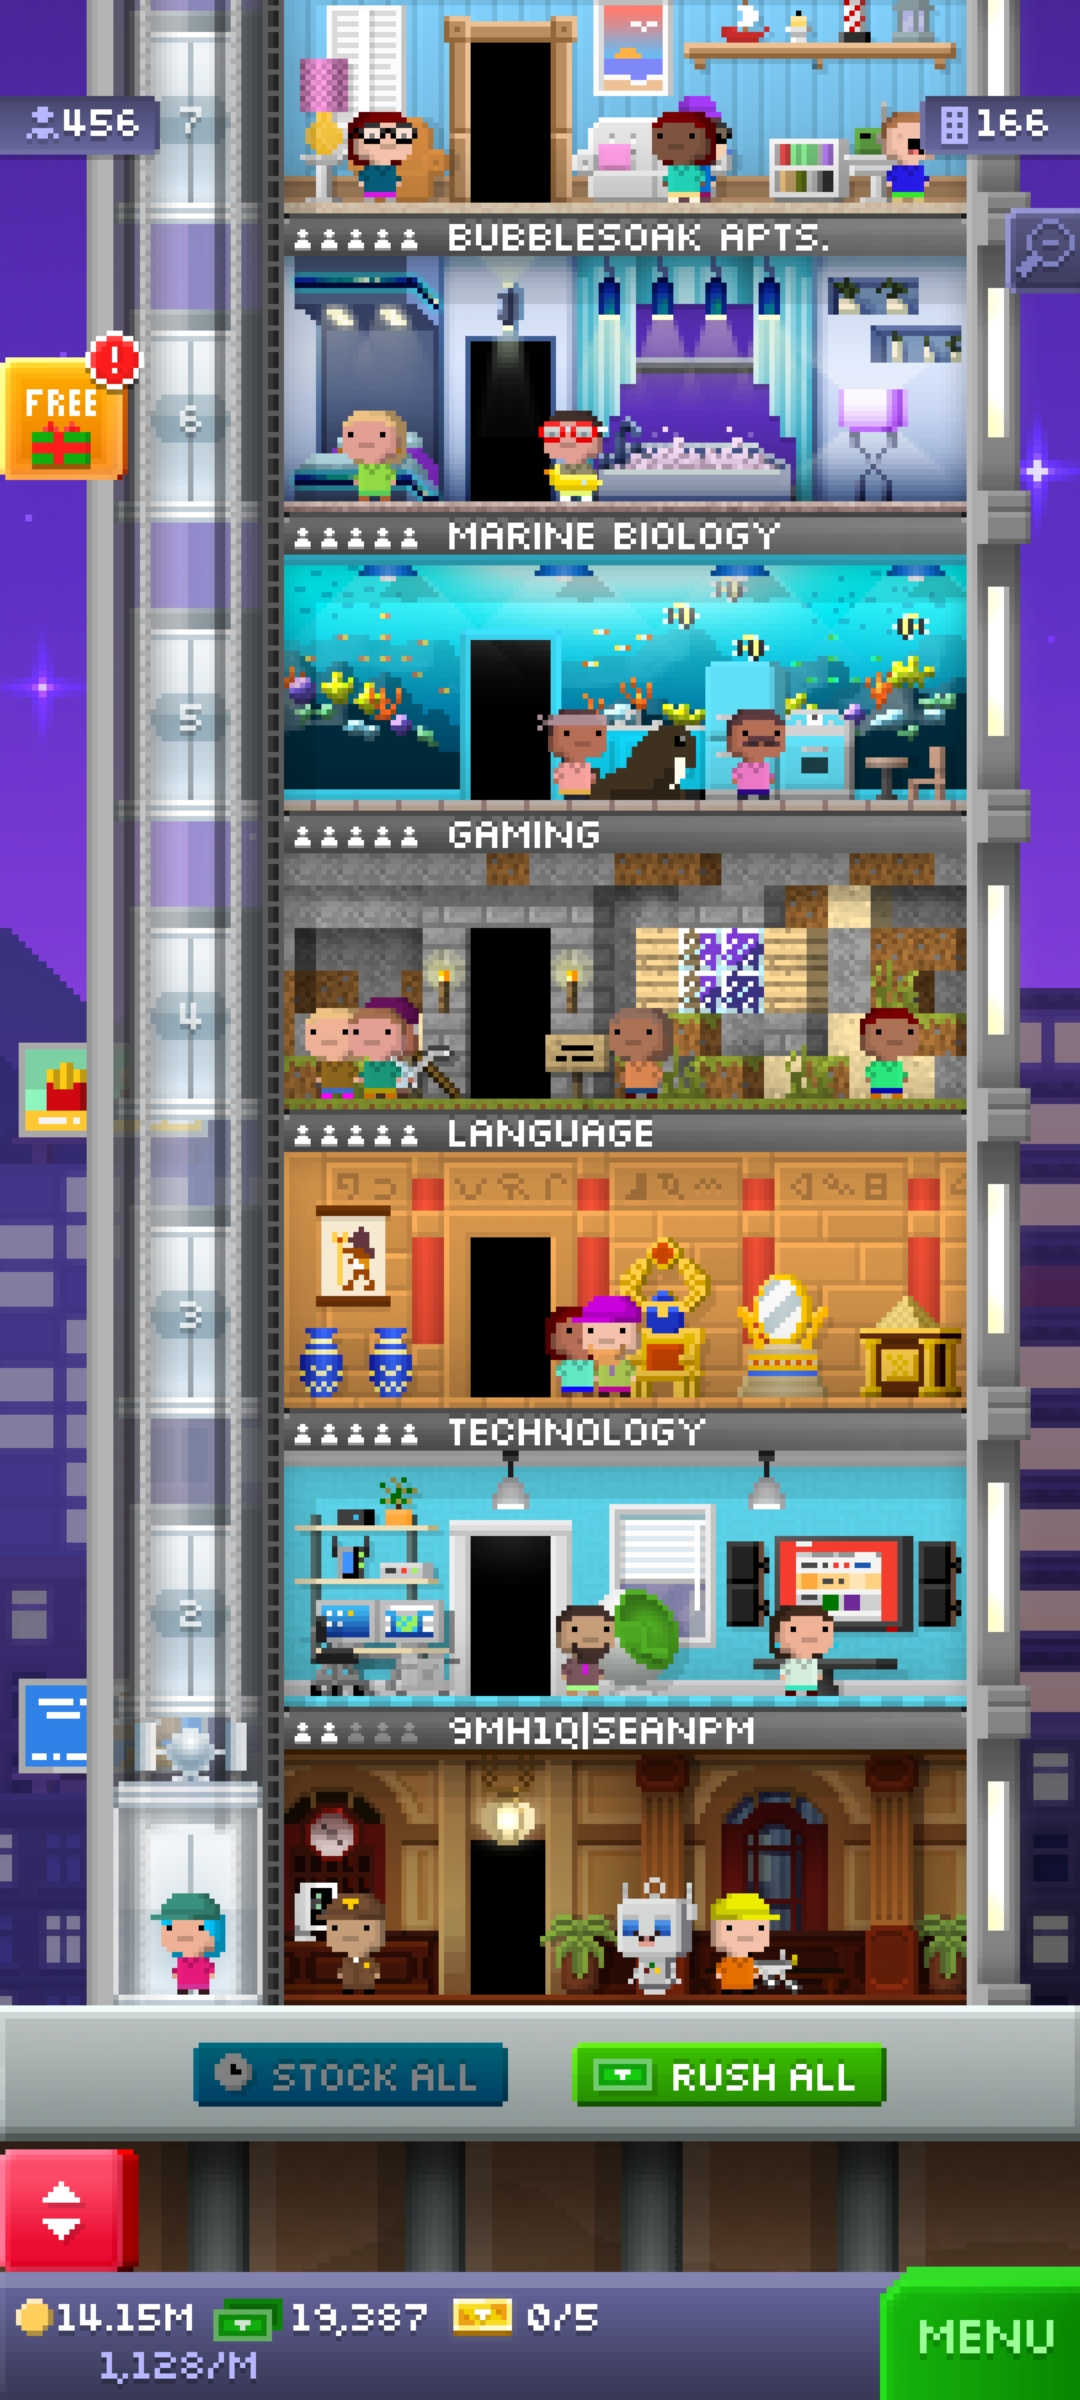 7
456
166
BUBBLESOAK APTS.
FREE
!
6
MARINE BIOLOGY
5
GAMING
4
LANGUAGE
3
TECHNOLOGY
2
9MH1Q|SEANPM
STOCK ALL
RUSH ALL
14.15M
19,387
0/5
1,128/M
MENU